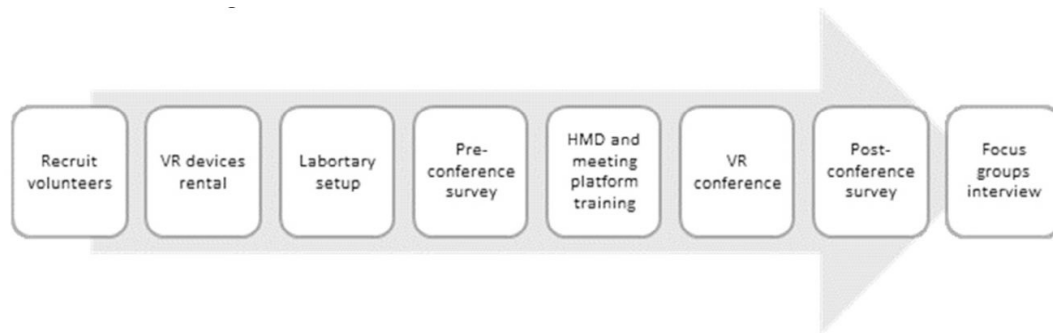 Recruit
volunteers
VR devices
rental
Labortary
setup
Pre-
conference
survey
HMD and
meeting
platform
training
VR
conference
Post-
conference
survey
Focus
groups
interview